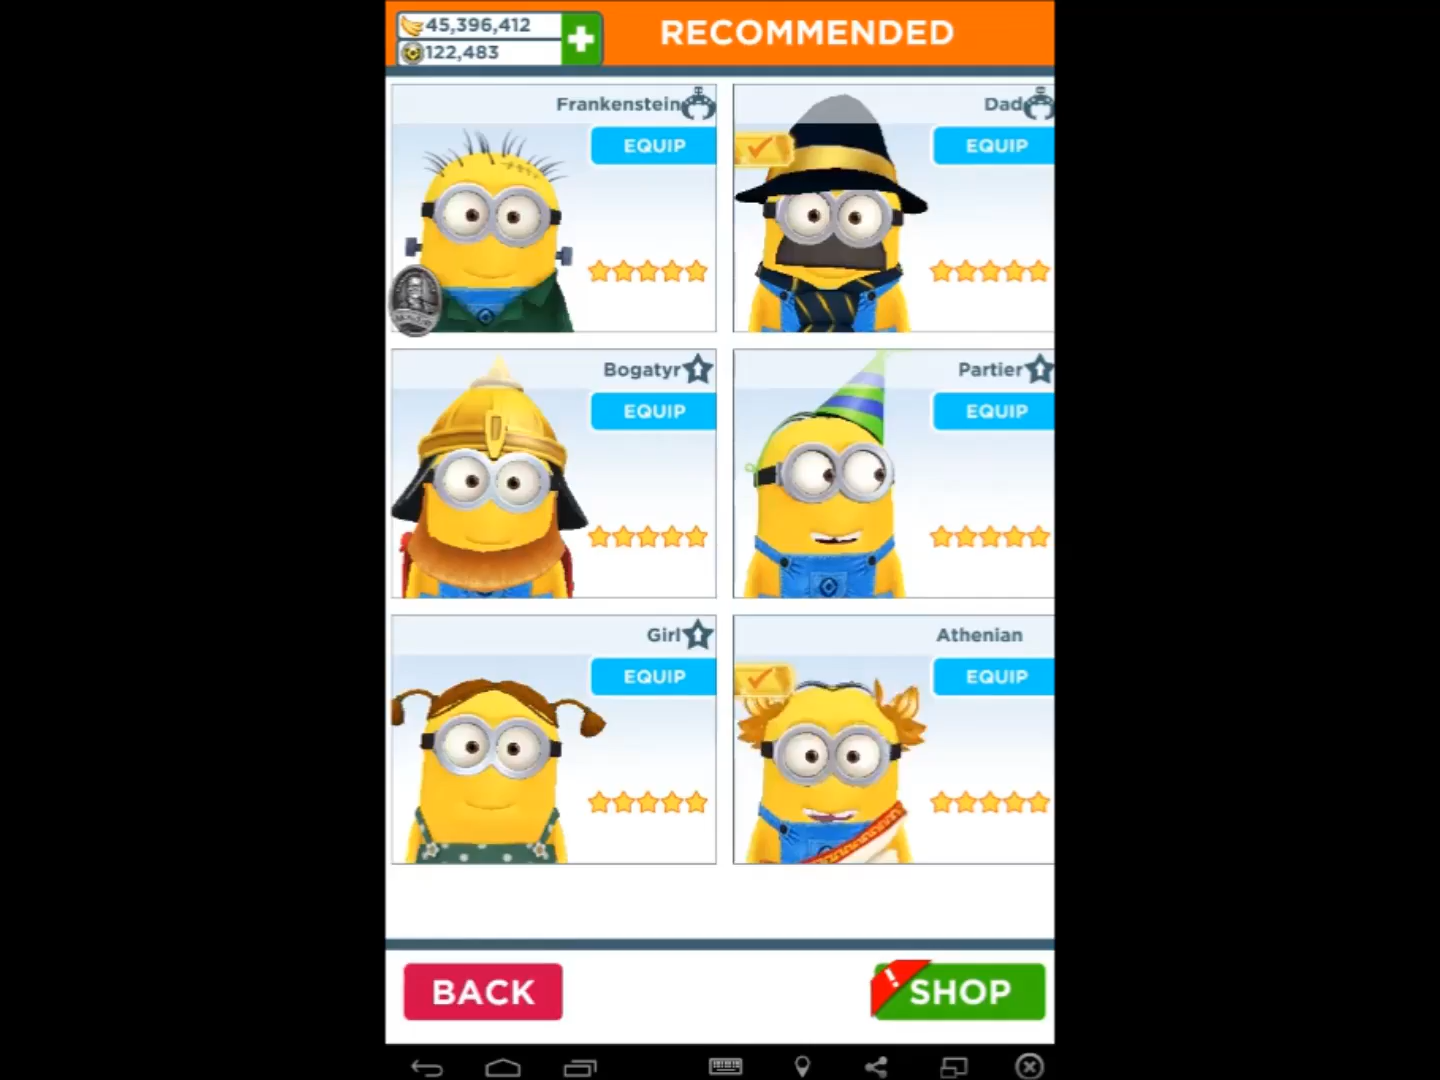 45,396,412
122,483
RECOMMENDED
Frankenstein
EQUIP
Dad
EQUIP
Bogatyr
EQUIP
Partier
EQUIP
Girl
EQUIP
Athenian
EQUIP
BACK
! SHOP